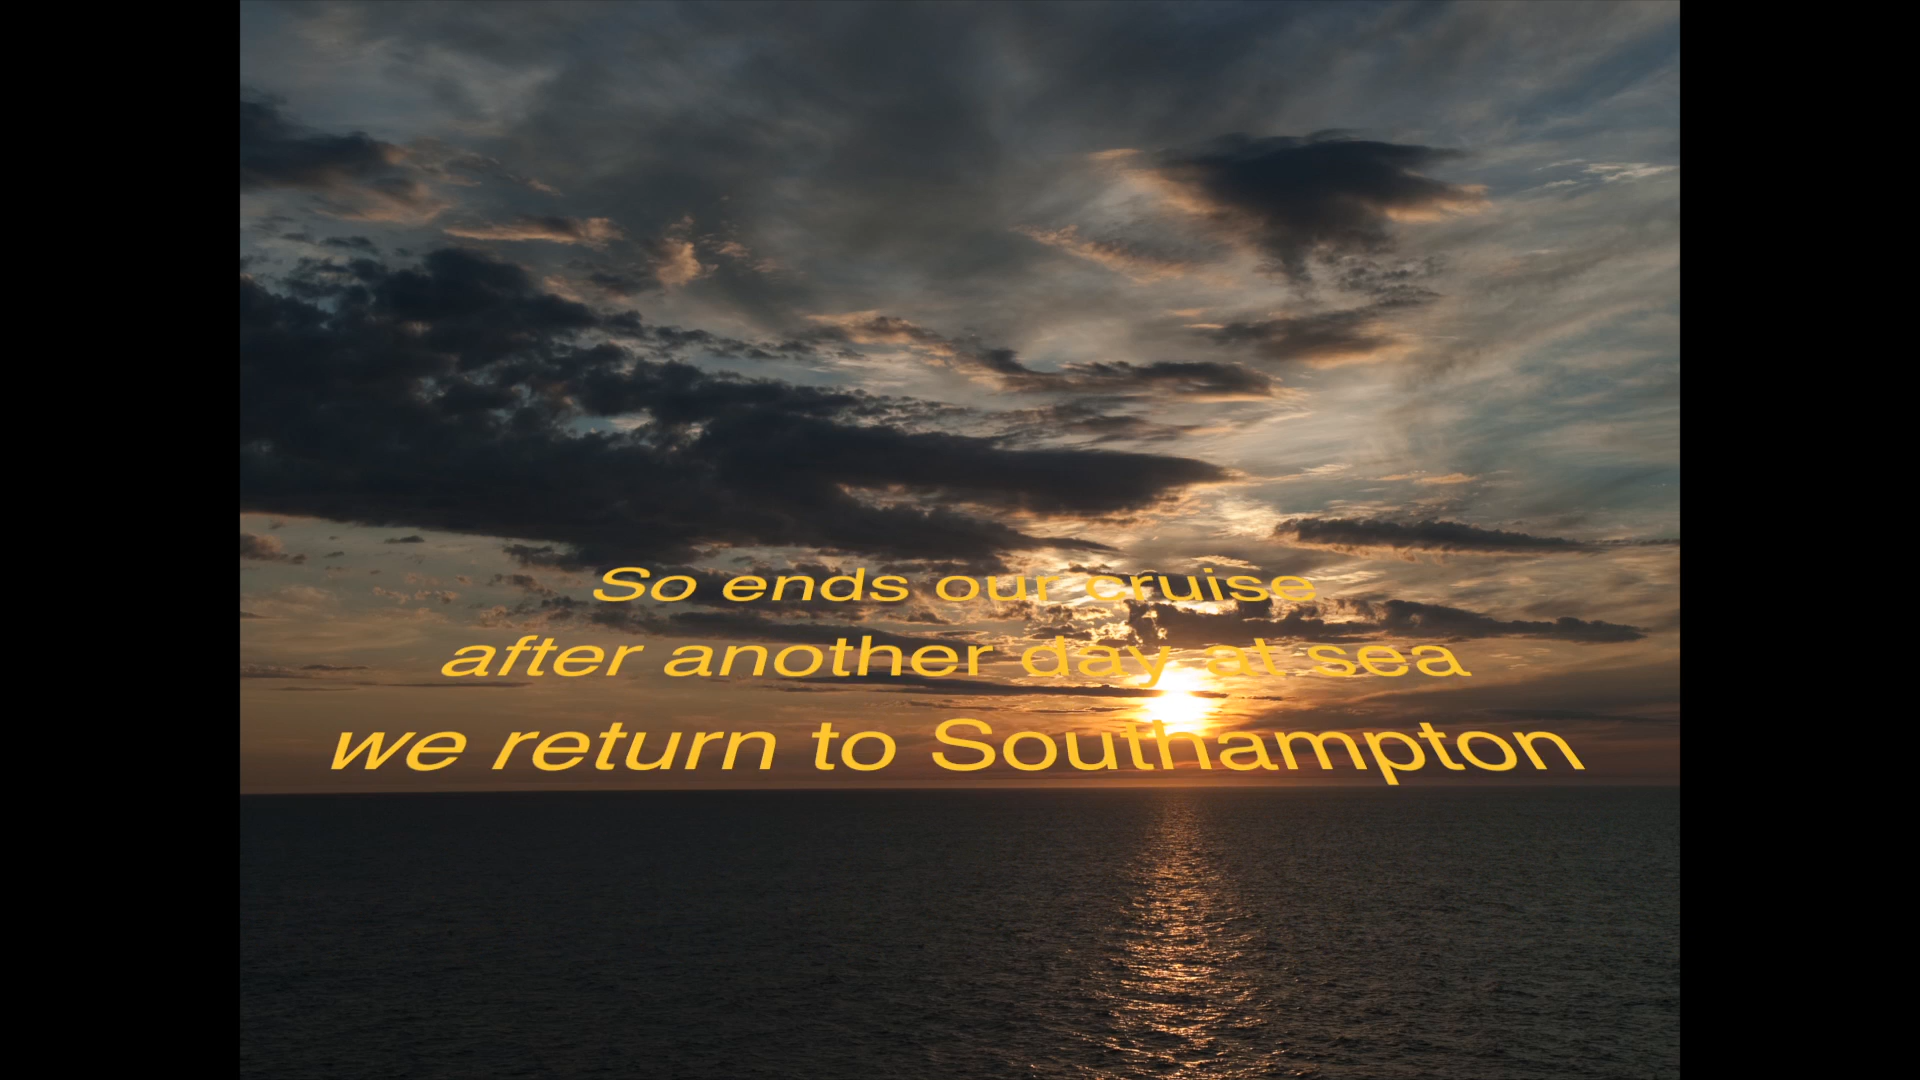 So ends our cruise
after another day at sea
we return to Southampton